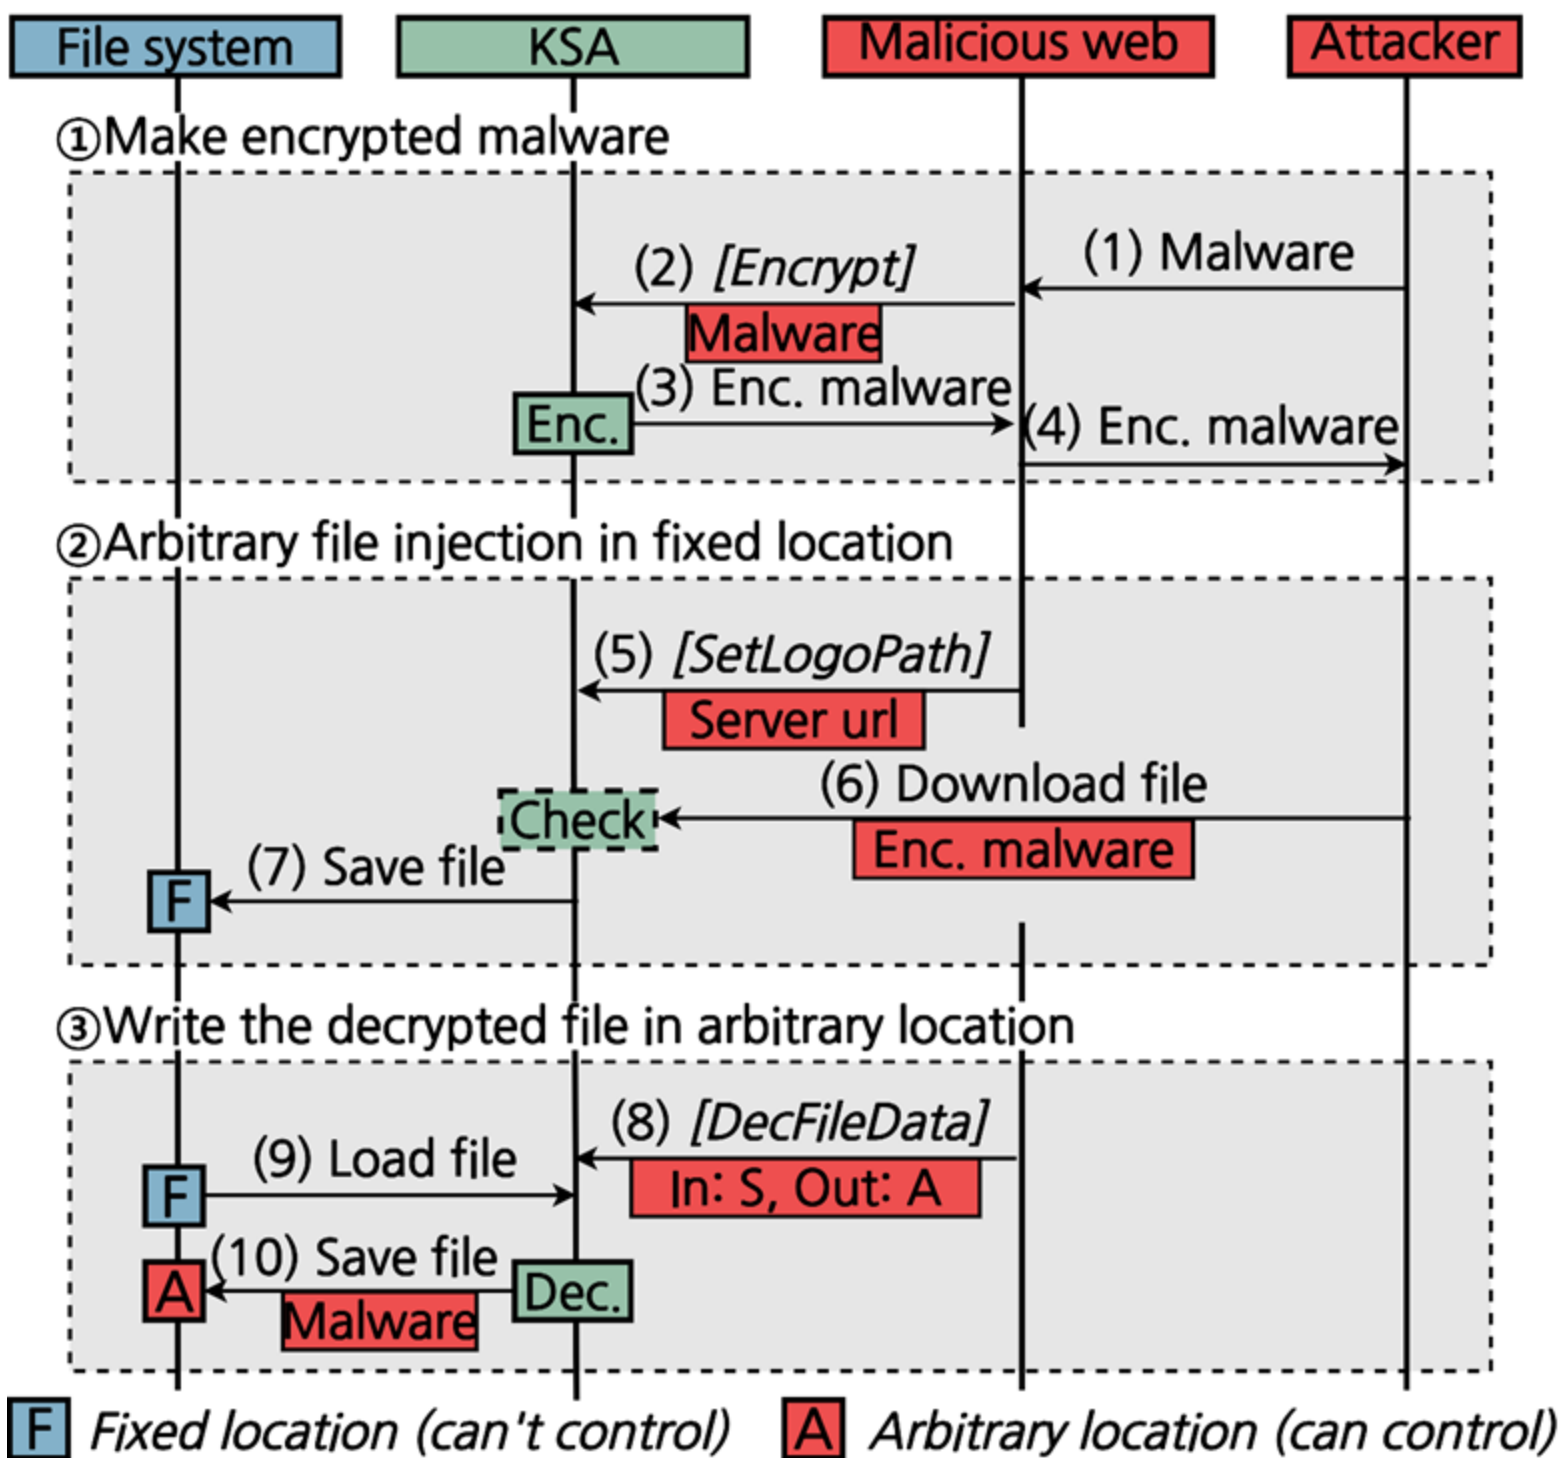 File system
KSA
Malicious web
Attacker
①Make encrypted malware
(1) Malware
(2) [Encrypt]
Malware
(3) Enc. malware
Enc.
(4) Enc. malware
②Arbitrary file injection in fixed location
(5) [SetLogoPath]
Server url
(6) Download file
Check
Enc. malware
(7) Save file
F
③Write the decrypted file in arbitrary location
(8) [DecFileData]
In: S, Out: A
(9) Load file
F
(10) Save file
A
Dec.
Malware
F Fixed location (can't control)
A Arbitrary location (can control)